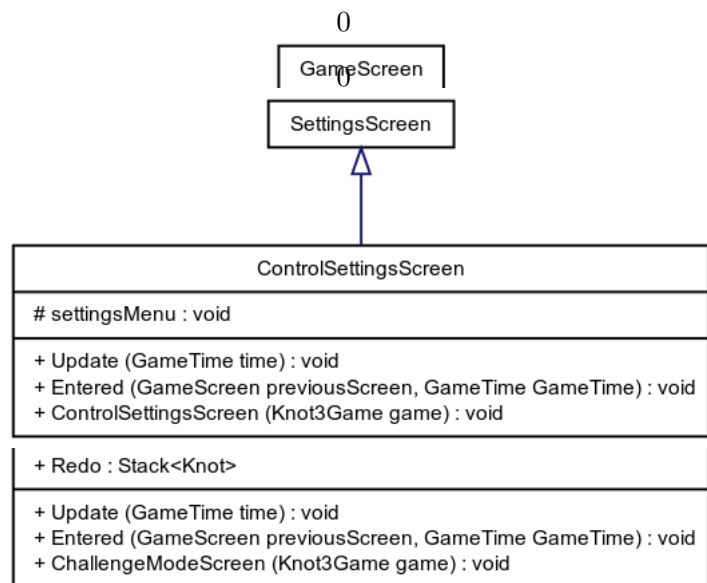 0
GameScreen
0
SettingsScreen
ControlSettingsScreen
# settingsMenu : void
+ Update (GameTime time) : void
+ Entered (GameScreen previousScreen, GameTime GameTime) : void
+ ControlSettingsScreen (Knot3Game game) : void
+ Redo : Stack<Knot>
+ Update (GameTime time) : void
+ Entered (GameScreen previousScreen, GameTime GameTime) : void
+ ChallengeModeScreen (Knot3Game game) : void